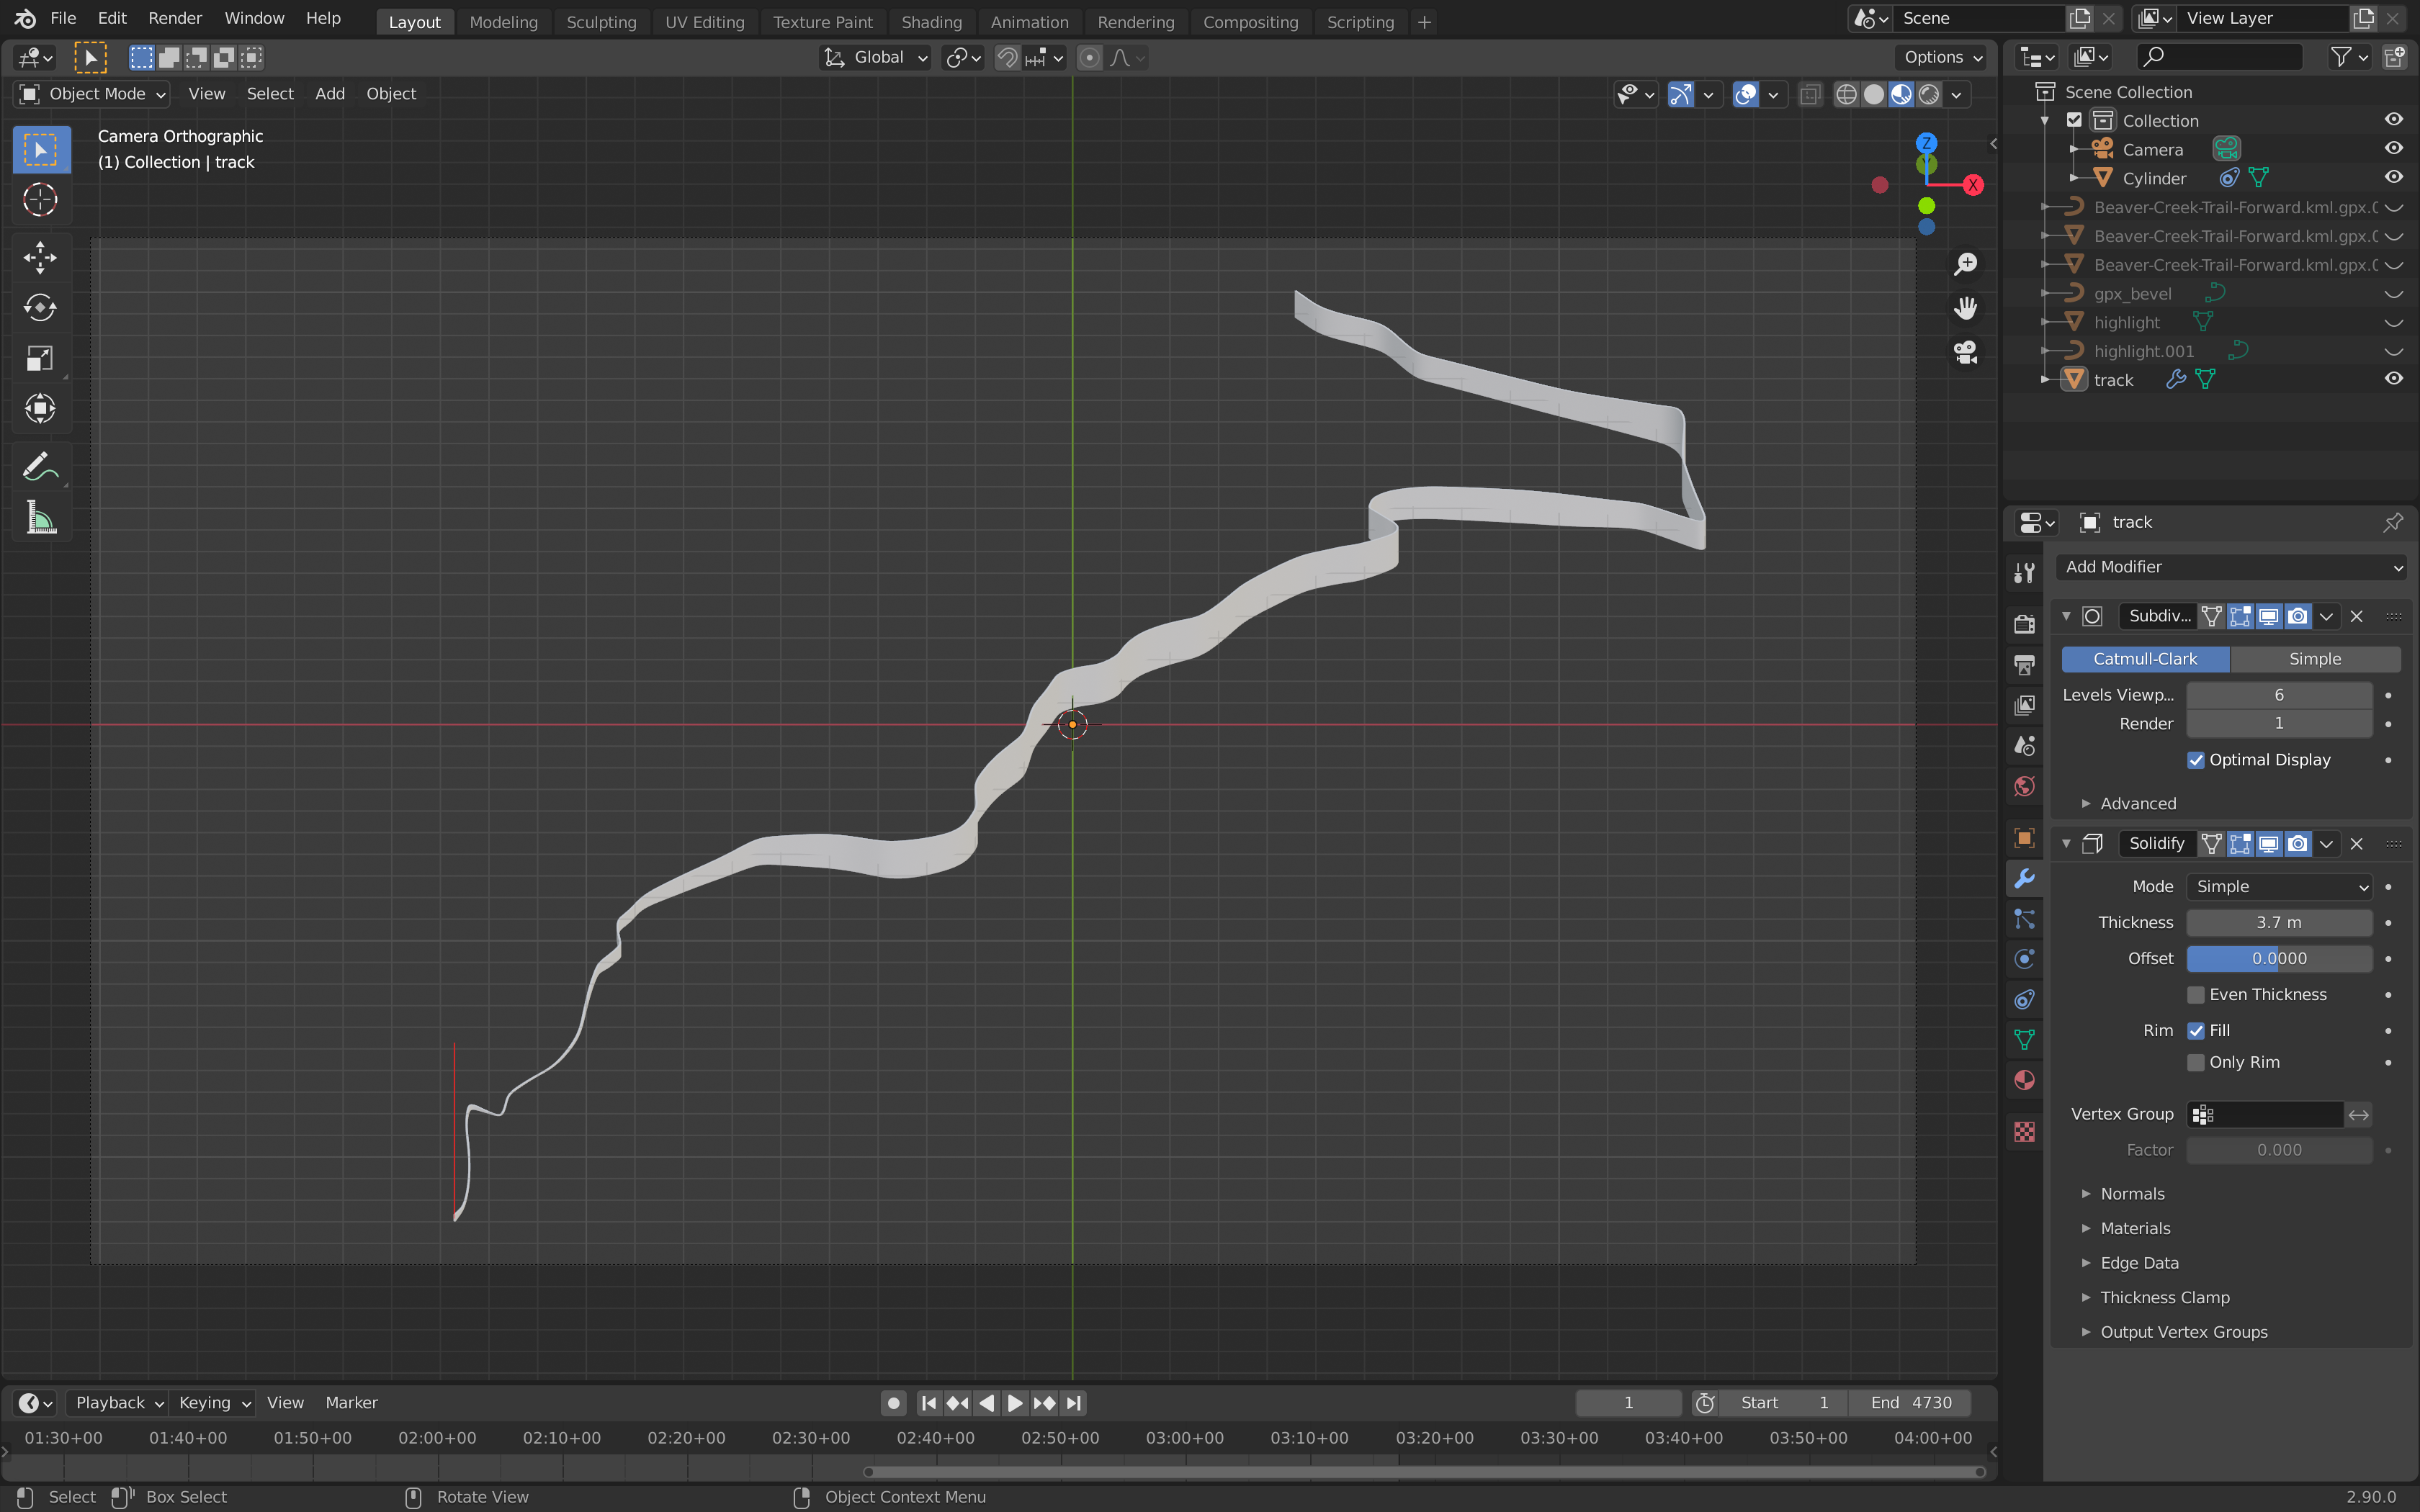 File Edit Render Window Help Layout Modeling Sculpting UV Editing Texture Paint Shading Animation Rendering Compositing Scripting + Scene View Layer
Global Options
Object Mode View Select Add Object
Camera Orthographic
(1) Collection | track
Z
Y
X
Scene Collection
Collection
Camera
Cylinder
Beaver-Creek-Trail-Forward.kml.gpx.0
Beaver-Creek-Trail-Forward.kml.gpx.0
Beaver-Creek-Trail-Forward.kml.gpx.0
gpx_bevel
highlight
highlight.001
track
track
Add Modifier
Subdiv...
Catmull-Clark Simple
Levels Viewp... 6
Render 1
Optimal Display
Advanced
Solidify
Mode Simple
Thickness 3.7 m
Offset 0.0000
Even Thickness
Rim Fill
Only Rim
Vertex Group
Factor 0.000
Normals
Materials
Edge Data
Thickness Clamp
Output Vertex Groups
Playback Keying View Marker 1 Start 1 End 4730
01:30+00 01:40+00 01:50+00 02:00+00 02:10+00 02:20+00 02:30+00 02:40+00 02:50+00 03:00+00 03:10+00 03:20+00 03:30+00 03:40+00 03:50+00 04:00+00
Select Box Select Rotate View Object Context Menu 2.90.0